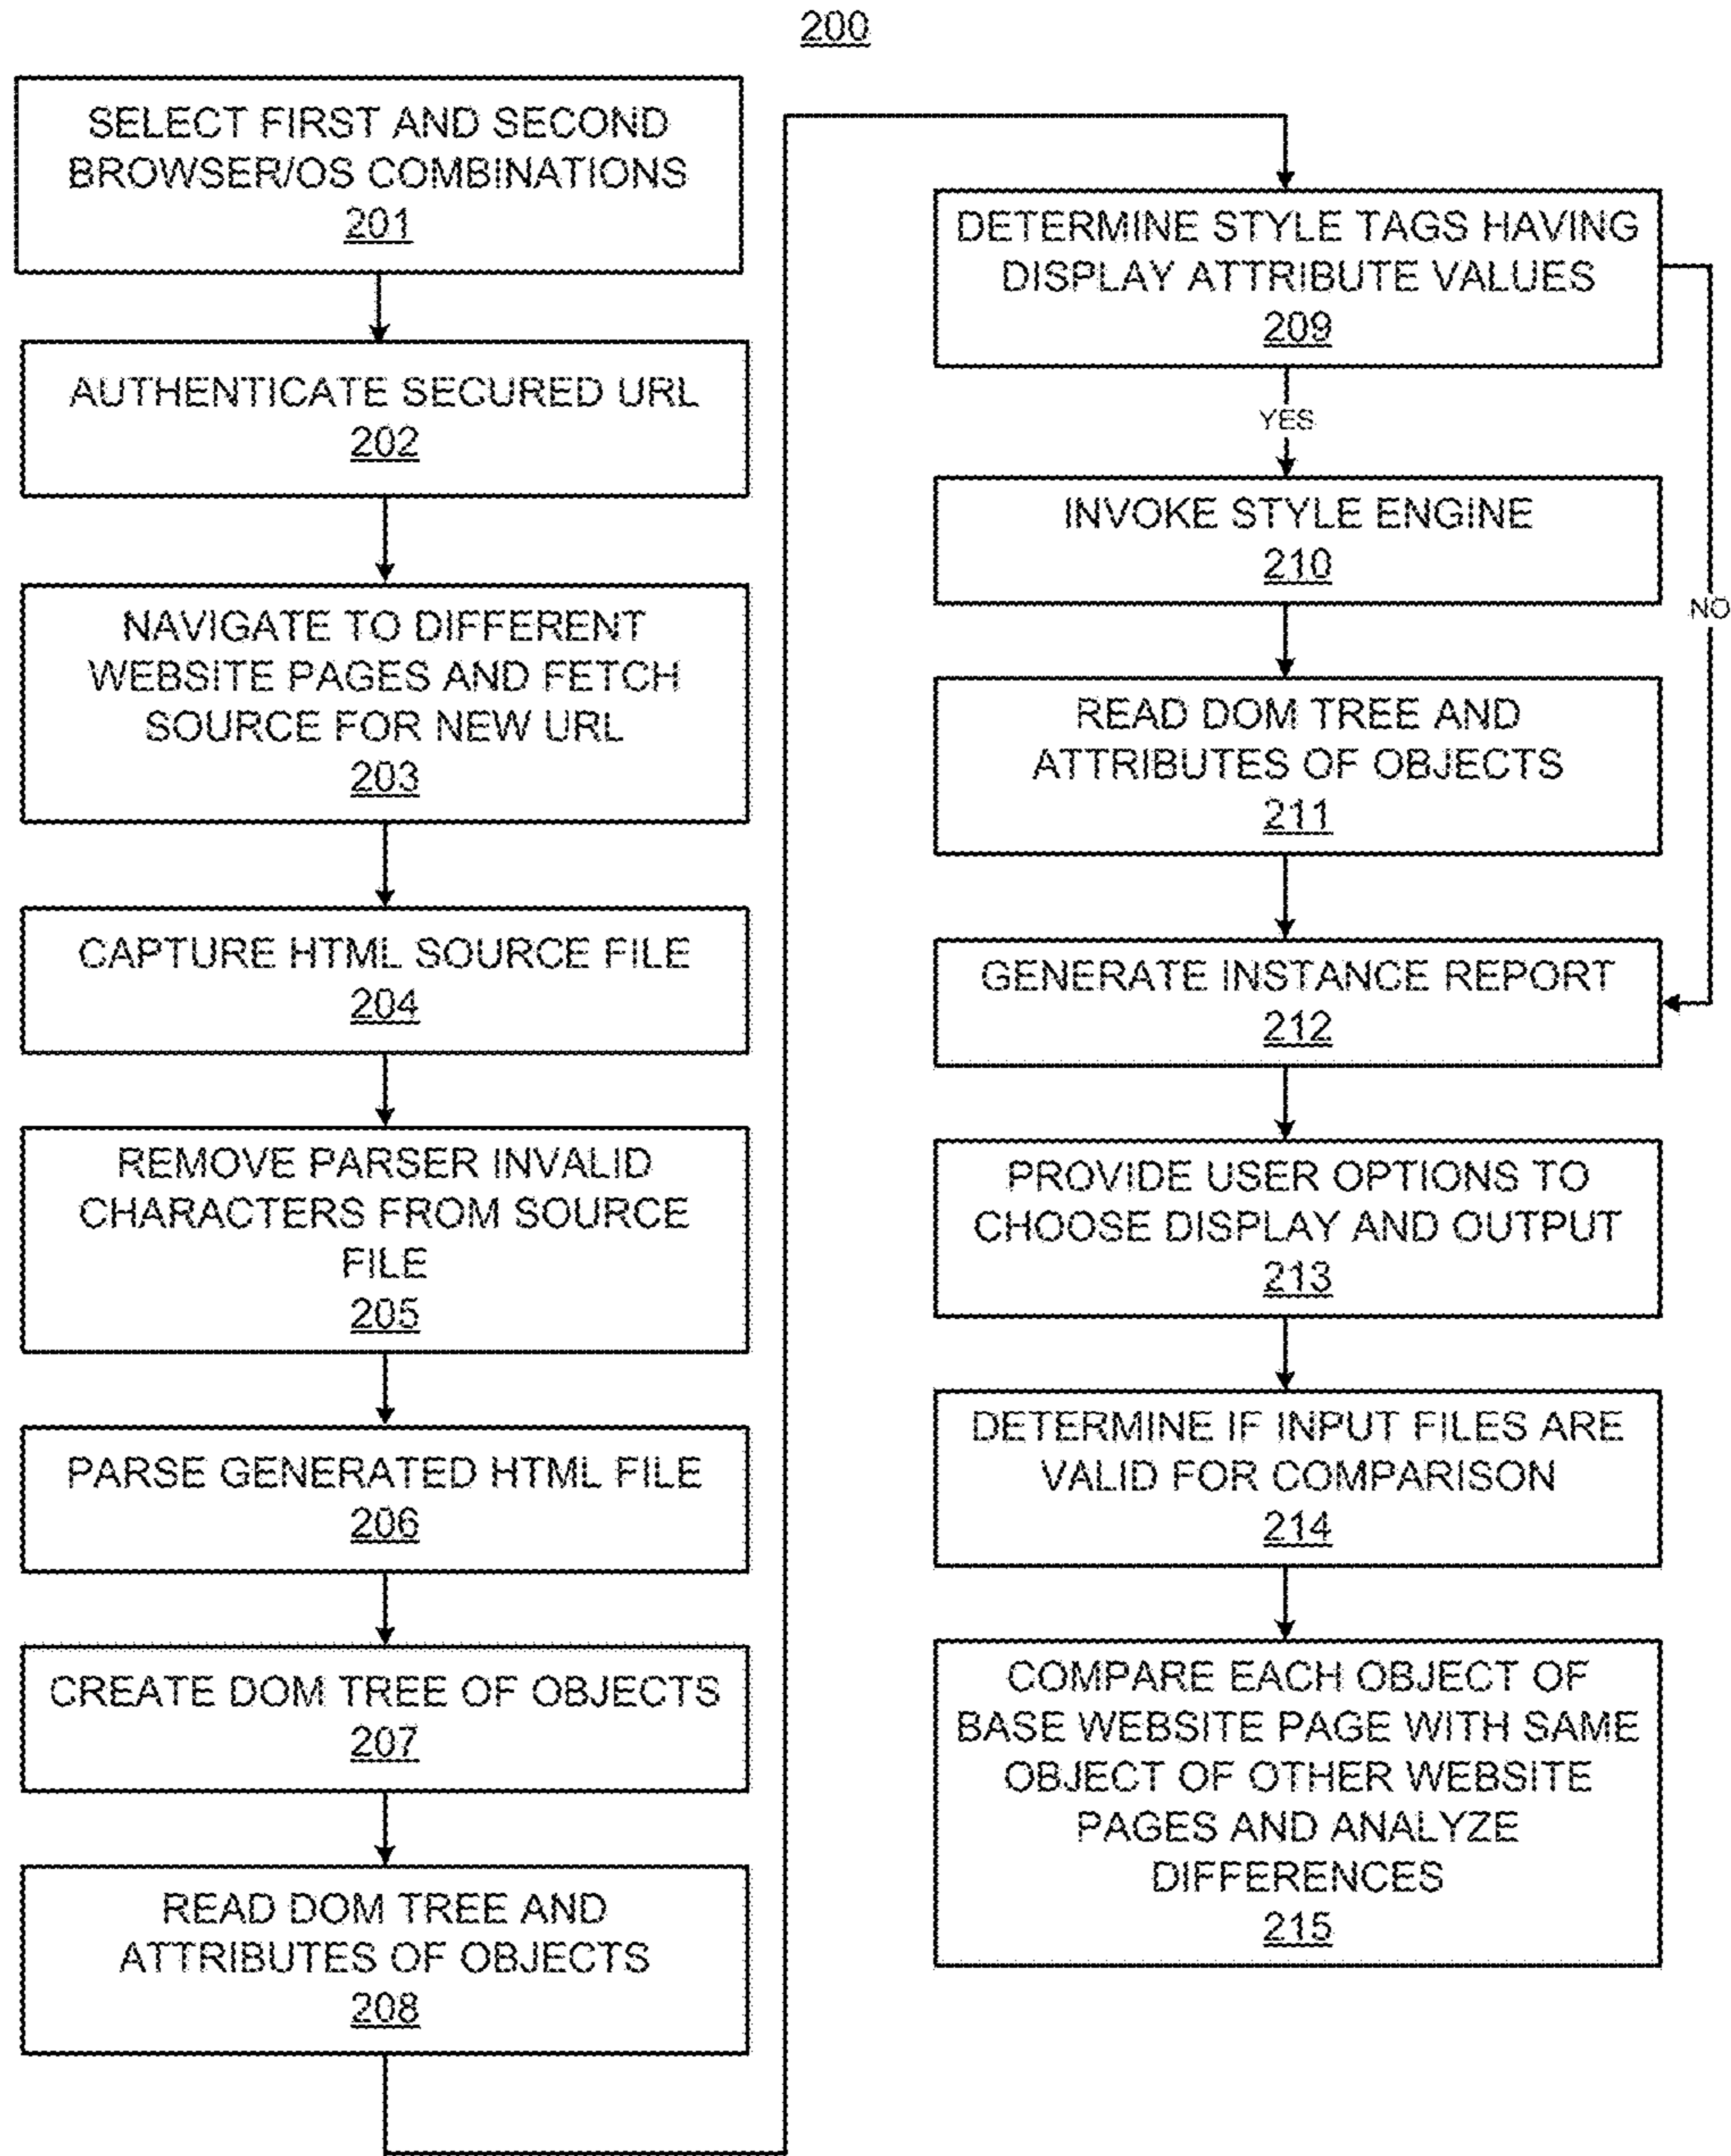 200
SELECT FIRST AND SECOND
BROWSER/OS COMBINATIONS
201
AUTHENTICATE SECURED URL
202
NAVIGATE TO DIFFERENT
WEBSITE PAGES AND FETCH
SOURCE FOR NEW URL
203
CAPTURE HTML SOURCE FILE
204
REMOVE PARSER INVALID
CHARACTERS FROM SOURCE
FILE
205
PARSE GENERATED HTML FILE
206
CREATE DOM TREE OF OBJECTS
207
READ DOM TREE AND
ATTRIBUTES OF OBJECTS
208
DETERMINE STYLE TAGS HAVING
DISPLAY ATTRIBUTE VALUES
209
YES
NO
INVOKE STYLE ENGINE
210
READ DOM TREE AND
ATTRIBUTES OF OBJECTS
211
GENERATE INSTANCE REPORT
212
PROVIDE USER OPTIONS TO
CHOOSE DISPLAY AND OUTPUT
213
DETERMINE IF INPUT FILES ARE
VALID FOR COMPARISON
214
COMPARE EACH OBJECT OF
BASE WEBSITE PAGE WITH SAME
OBJECT OF OTHER WEBSITE
PAGES AND ANALYZE
DIFFERENCES
215